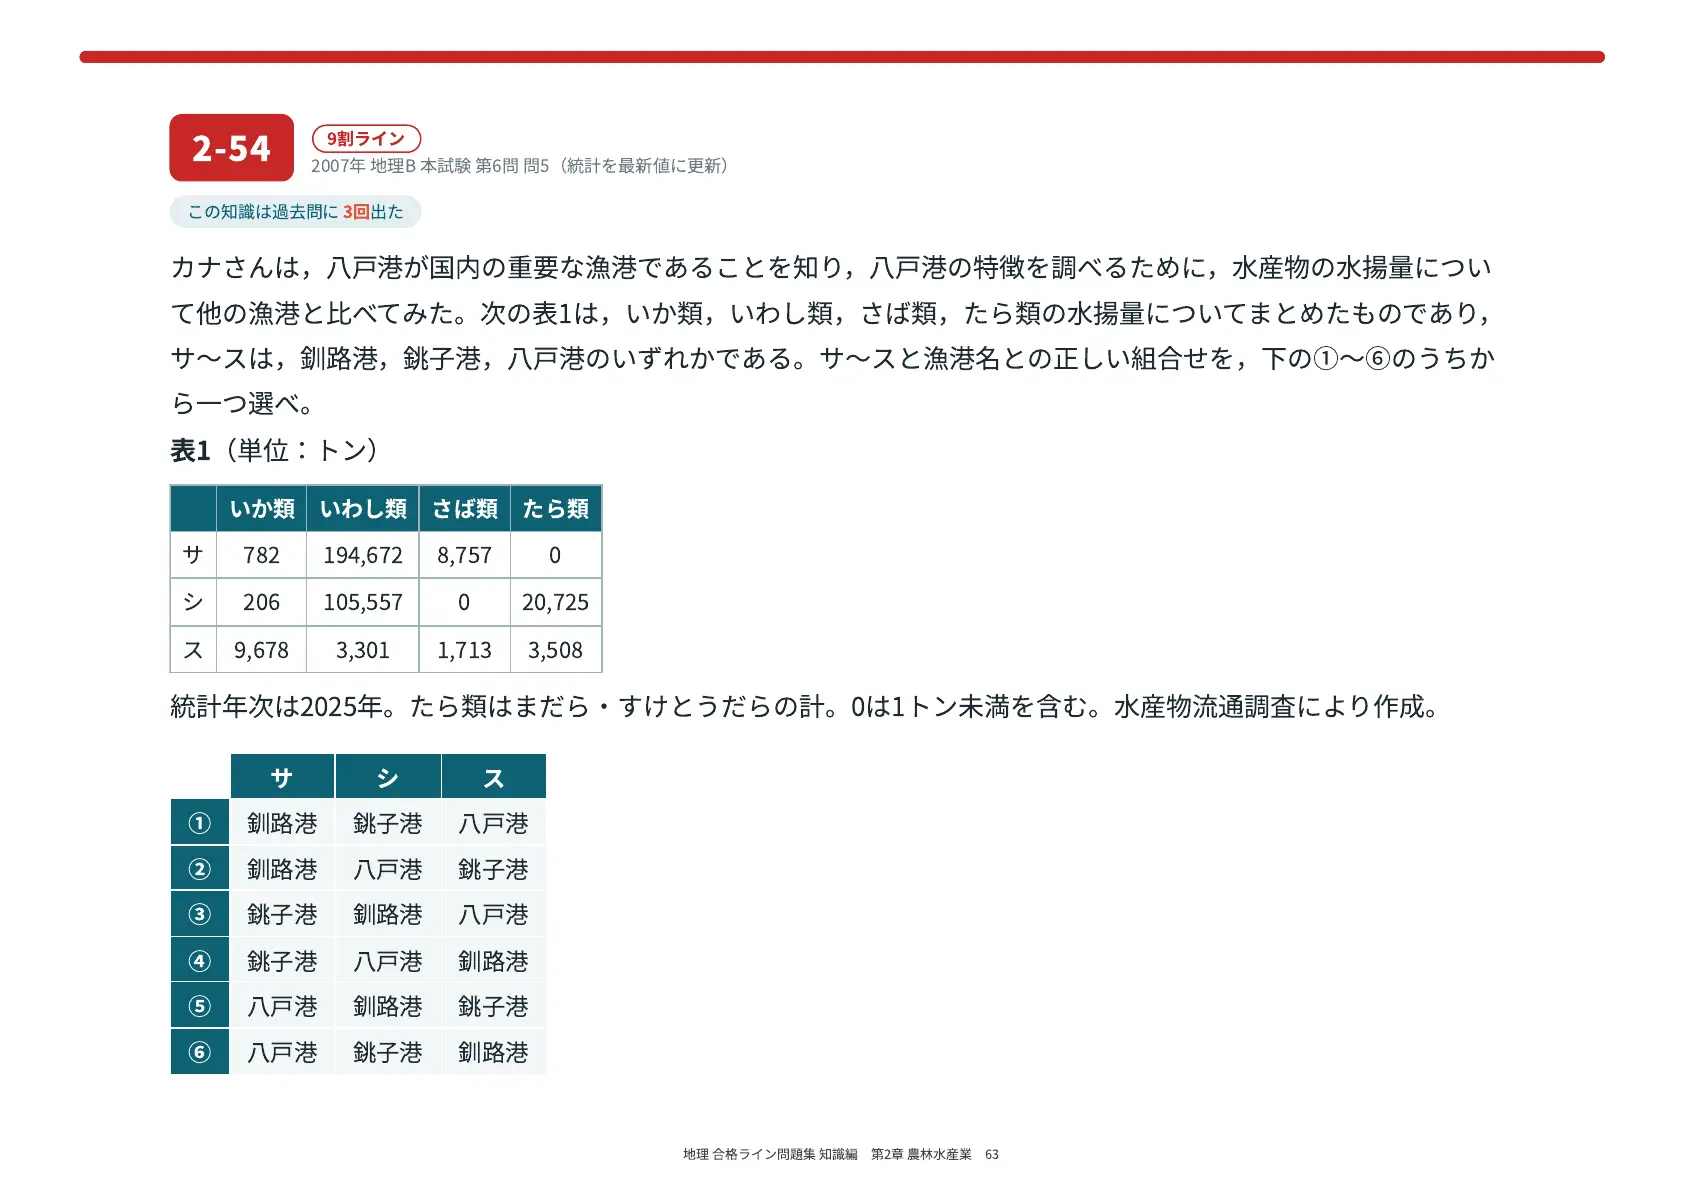 2-54
9割ライン
2007年 地理B 本試験 第6問 問5（統計を最新値に更新）
この知識は過去問に 3回出た
カナさんは，八戸港が国内の重要な漁港であることを知り，八戸港の特徴を調べるために，水産物の水揚量につい
て他の漁港と比べてみた。次の表1は，いか類，いわし類，さば類，たら類の水揚量についてまとめたものであり，
サ〜スは，釧路港，銚子港，八戸港のいずれかである。サ〜スと漁港名との正しい組合せを，下の①〜⑥のうちか
ら一つ選べ。
表1（単位：トン）
いか類 いわし類 さば類 たら類
サ 782 194,672 8,757 0
シ 206 105,557 0 20,725
ス 9,678 3,301 1,713 3,508
統計年次は2025年。たら類はまだら・すけとうだらの計。0は1トン未満を含む。水産物流通調査により作成。
サ シ ス
① 釧路港 銚子港 八戸港
② 釧路港 八戸港 銚子港
③ 銚子港 釧路港 八戸港
④ 銚子港 八戸港 釧路港
⑤ 八戸港 釧路港 銚子港
⑥ 八戸港 銚子港 釧路港
地理 合格ライン問題集 知識編 第2章 農林水産業 63